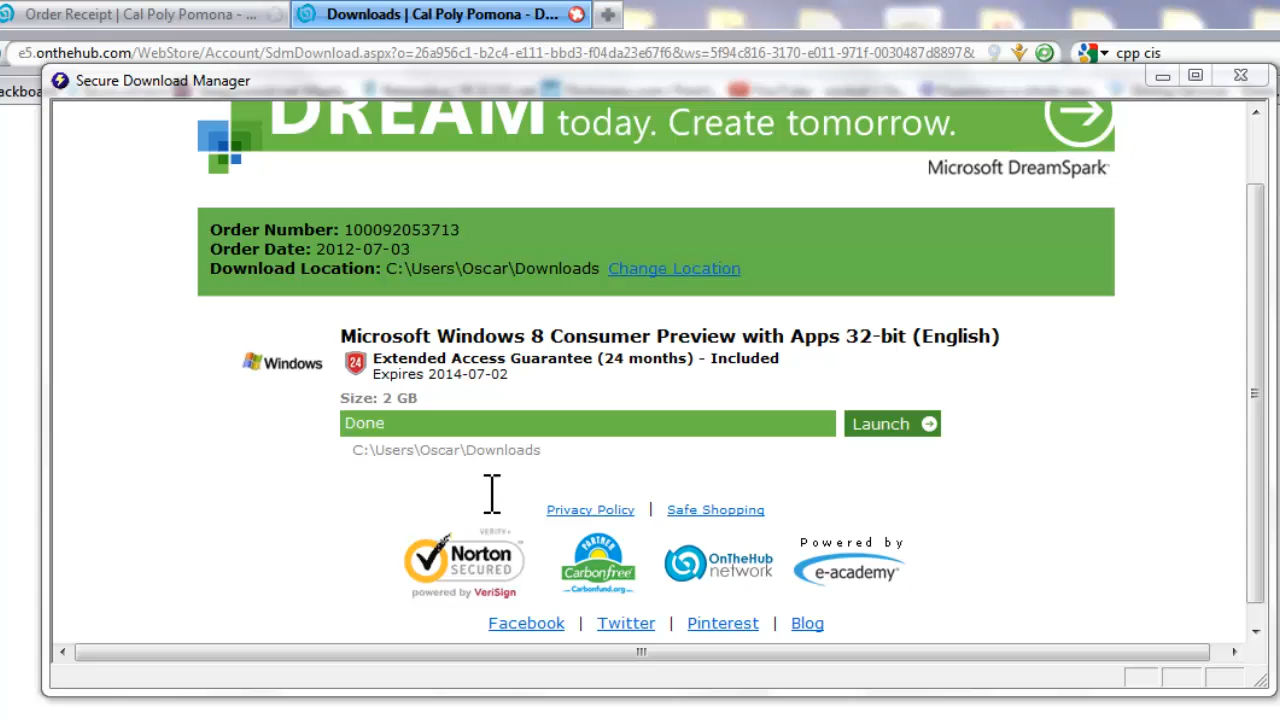 Order Receipt | Cal Poly Pomona - ...
Downloads | Cal Poly Pomona - D...
e5.onthehub.com/WebStore/Account/SdmDownload.aspx?o=26a956c1-b2c4-e111-bbd3-f04da23e67f6&ws=5f94c816-3170-e011-971f-0030487d8897&
cpp cis
ackboa
Secure Download Manager
DREAM today. Create tomorrow.
Microsoft DreamSpark
Order Number: 100092053713
Order Date: 2012-07-03
Download Location: C:\Users\Oscar\Downloads Change Location
Microsoft Windows 8 Consumer Preview with Apps 32-bit (English)
Windows
24
Extended Access Guarantee (24 months) - Included
Expires 2014-07-02
Size: 2 GB
Done
Launch
C:\Users\Oscar\Downloads
Privacy Policy | Safe Shopping
VERIFY+
Norton
SECURED
powered by VeriSign
PARTNER
Carbonfree
Carbonfund.org
OnTheHub
network
Powered by
e-academy
Facebook | Twitter | Pinterest | Blog